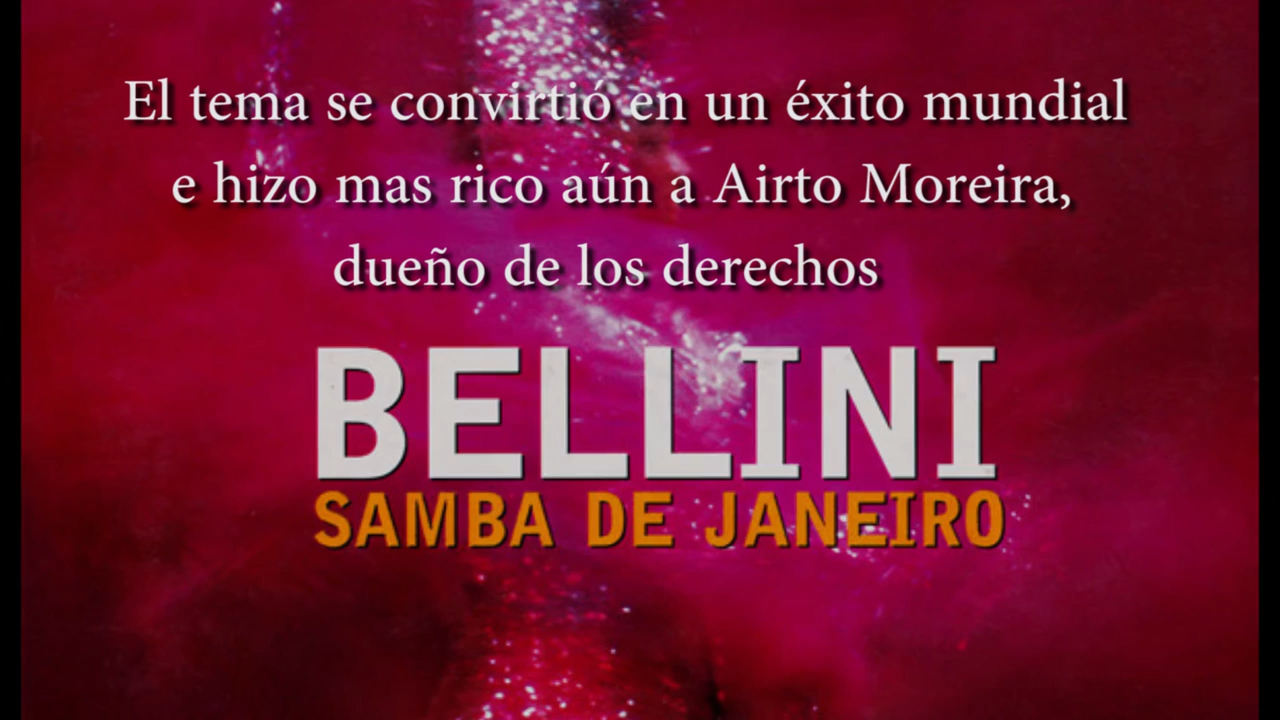 El tema se convirtió en un éxito mundial
e hizo mas rico aún a Airto Moreira,
dueño de los derechos
BELLINI
SAMBA DE JANEIRO